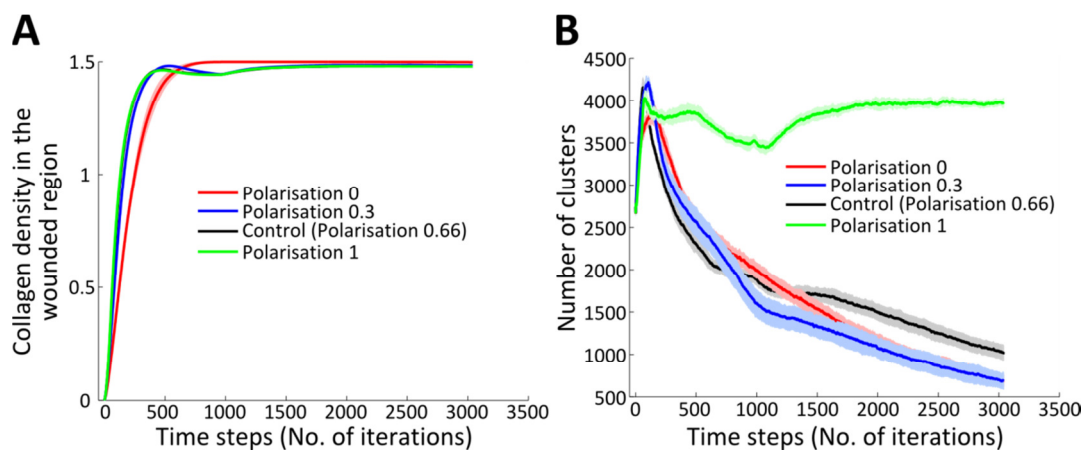 A
Collagen density in the
wounded region
1.5
1
0.5
0
0
500
1000
1500
2000
2500
3000
3500
Time steps (No. of iterations)
Polarisation 0
Polarisation 0.3
Control (Polarisation 0.66)
Polarisation 1
B
Number of clusters
4500
4000
3500
3000
2500
2000
1500
1000
500
0
500
1000
1500
2000
2500
3000
3500
Time steps (No. of iterations)
Polarisation 0
Polarisation 0.3
Control (Polarisation 0.66)
Polarisation 1